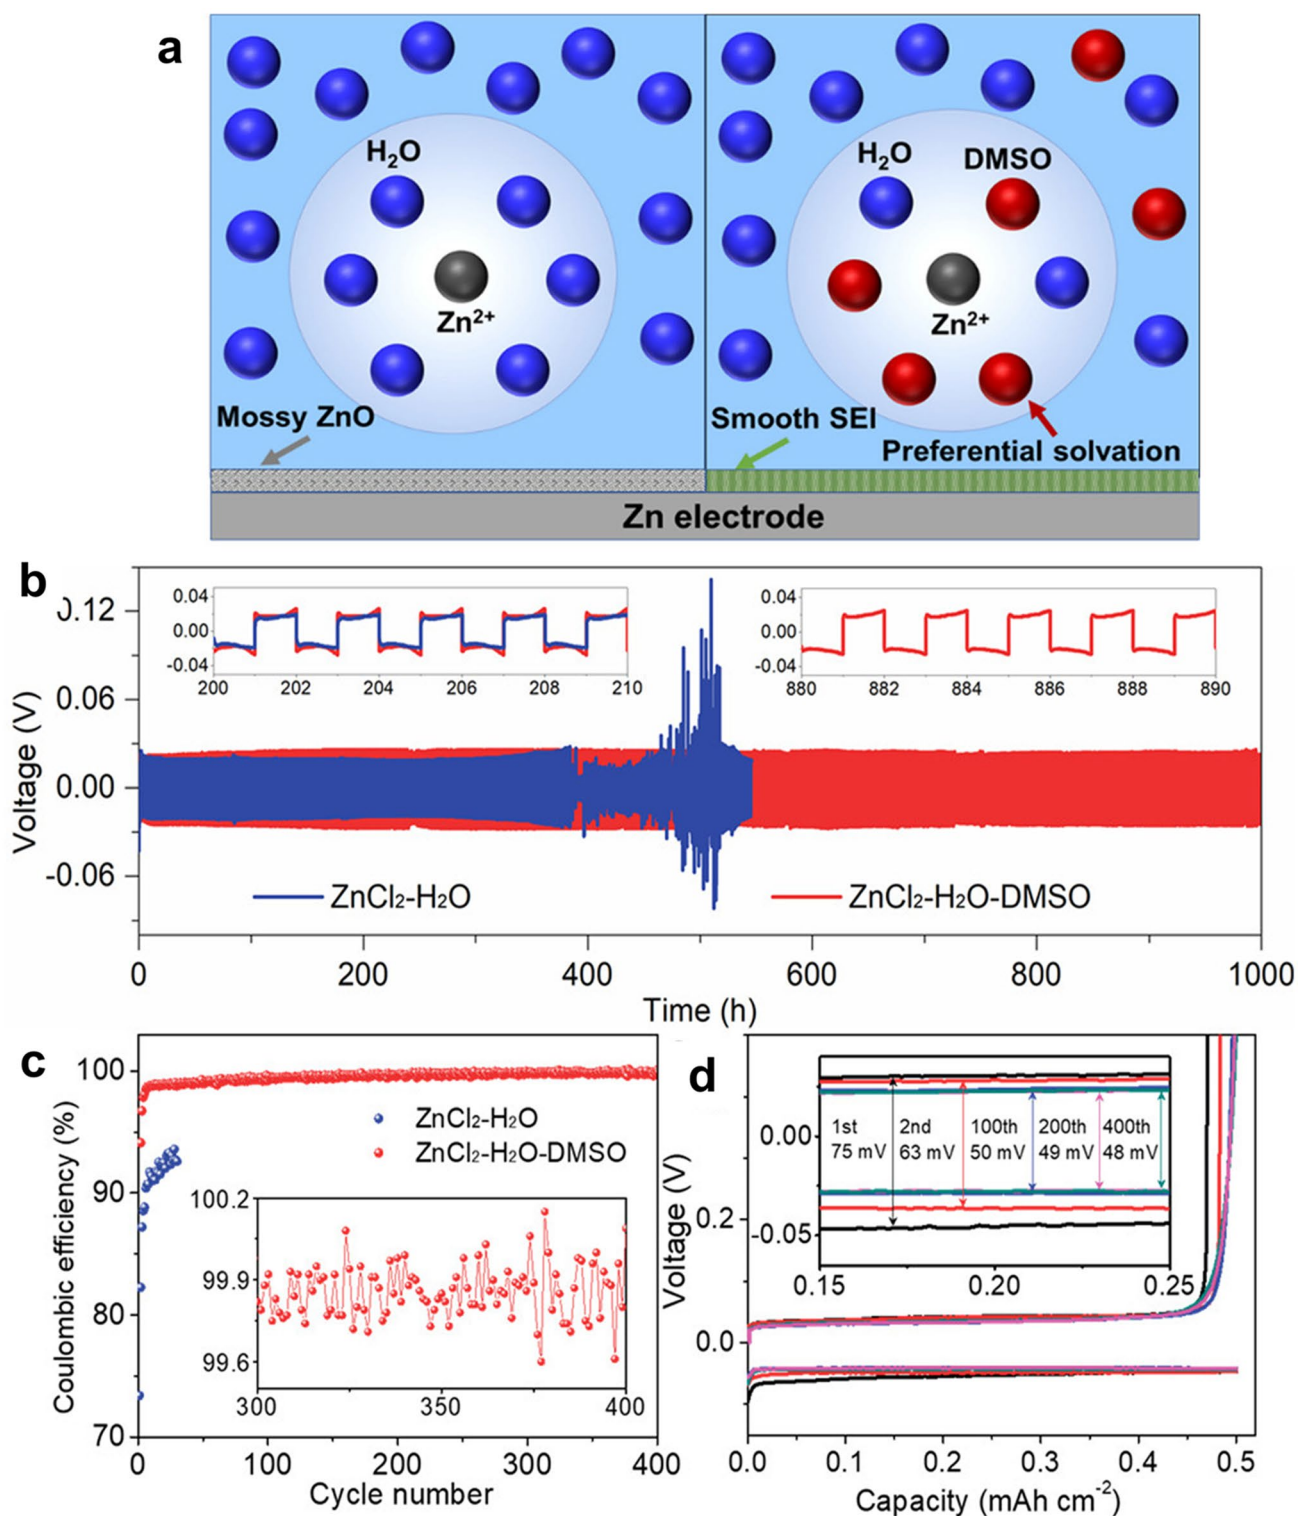 a
H₂O
Zn²⁺
Mossy ZnO
H₂O
DMSO
Zn²⁺
Smooth SEI
Preferential solvation
Zn electrode
b
0.12
0.06
0.00
-0.06
Voltage (V)
0.04
0.00
-0.04
200 202 204 206 208 210
0.04
0.00
-0.04
880 882 884 886 888 890
ZnCl₂-H₂O
ZnCl₂-H₂O-DMSO
0 200 400 600 800 1000
Time (h)
c
100
90
80
70
Coulombic efficiency (%)
ZnCl₂-H₂O
ZnCl₂-H₂O-DMSO
100.2
99.9
99.6
300 350 400
0 100 200 300 400
Cycle number
d
0.00
-0.05
1st 2nd 100th 200th 400th
75 mV 63 mV 50 mV 49 mV 48 mV
0.15 0.20 0.25
Voltage (V)
0.2
0.0
0.0 0.1 0.2 0.3 0.4 0.5
Capacity (mAh cm⁻²)